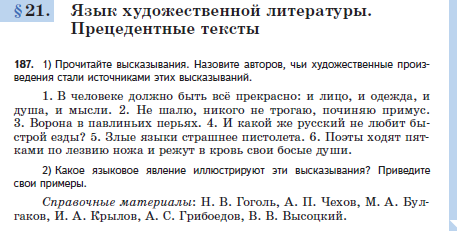 § 21. Язык художественной литературы.
Прецедентные тексты
187. 1) Прочитайте высказывания. Назовите авторов, чьи художественные произ-
ведения стали источниками этих высказываний.
1. В человеке должно быть всё прекрасно: и лицо, и одежда, и
душа, и мысли. 2. Не шалю, никого не трогаю, починяю примус.
3. Ворона в павлиньих перьях. 4. И какой же русский не любит бы-
строй езды? 5. Злые языки страшнее пистолета. 6. Поэты ходят пят-
ками по лезвию ножа и режут в кровь свои босые души.
2) Какое языковое явление иллюстрируют эти высказывания? Приведите
свои примеры.
Справочные материалы: Н. В. Гоголь, А. П. Чехов, М. А. Бул-
гаков, И. А. Крылов, А. С. Грибоедов, В. В. Высоцкий.